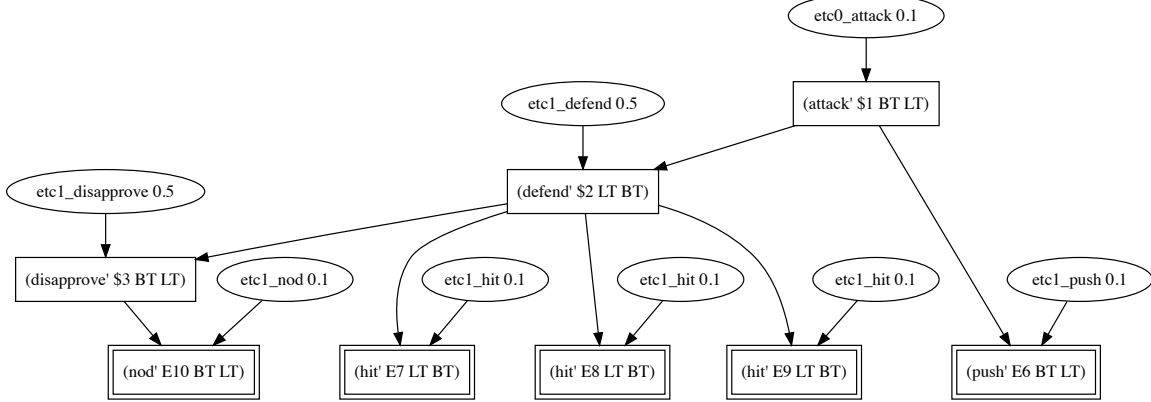 etc0_attack 0.1
etc1_defend 0.5
(attack' $1 BT LT)
etc1_disapprove 0.5
(defend' $2 LT BT)
(disapprove' $3 BT LT)
etc1_nod 0.1
etc1_hit 0.1
etc1_hit 0.1
etc1_hit 0.1
etc1_push 0.1
(nod' E10 BT LT)
(hit' E7 LT BT)
(hit' E8 LT BT)
(hit' E9 LT BT)
(push' E6 BT LT)